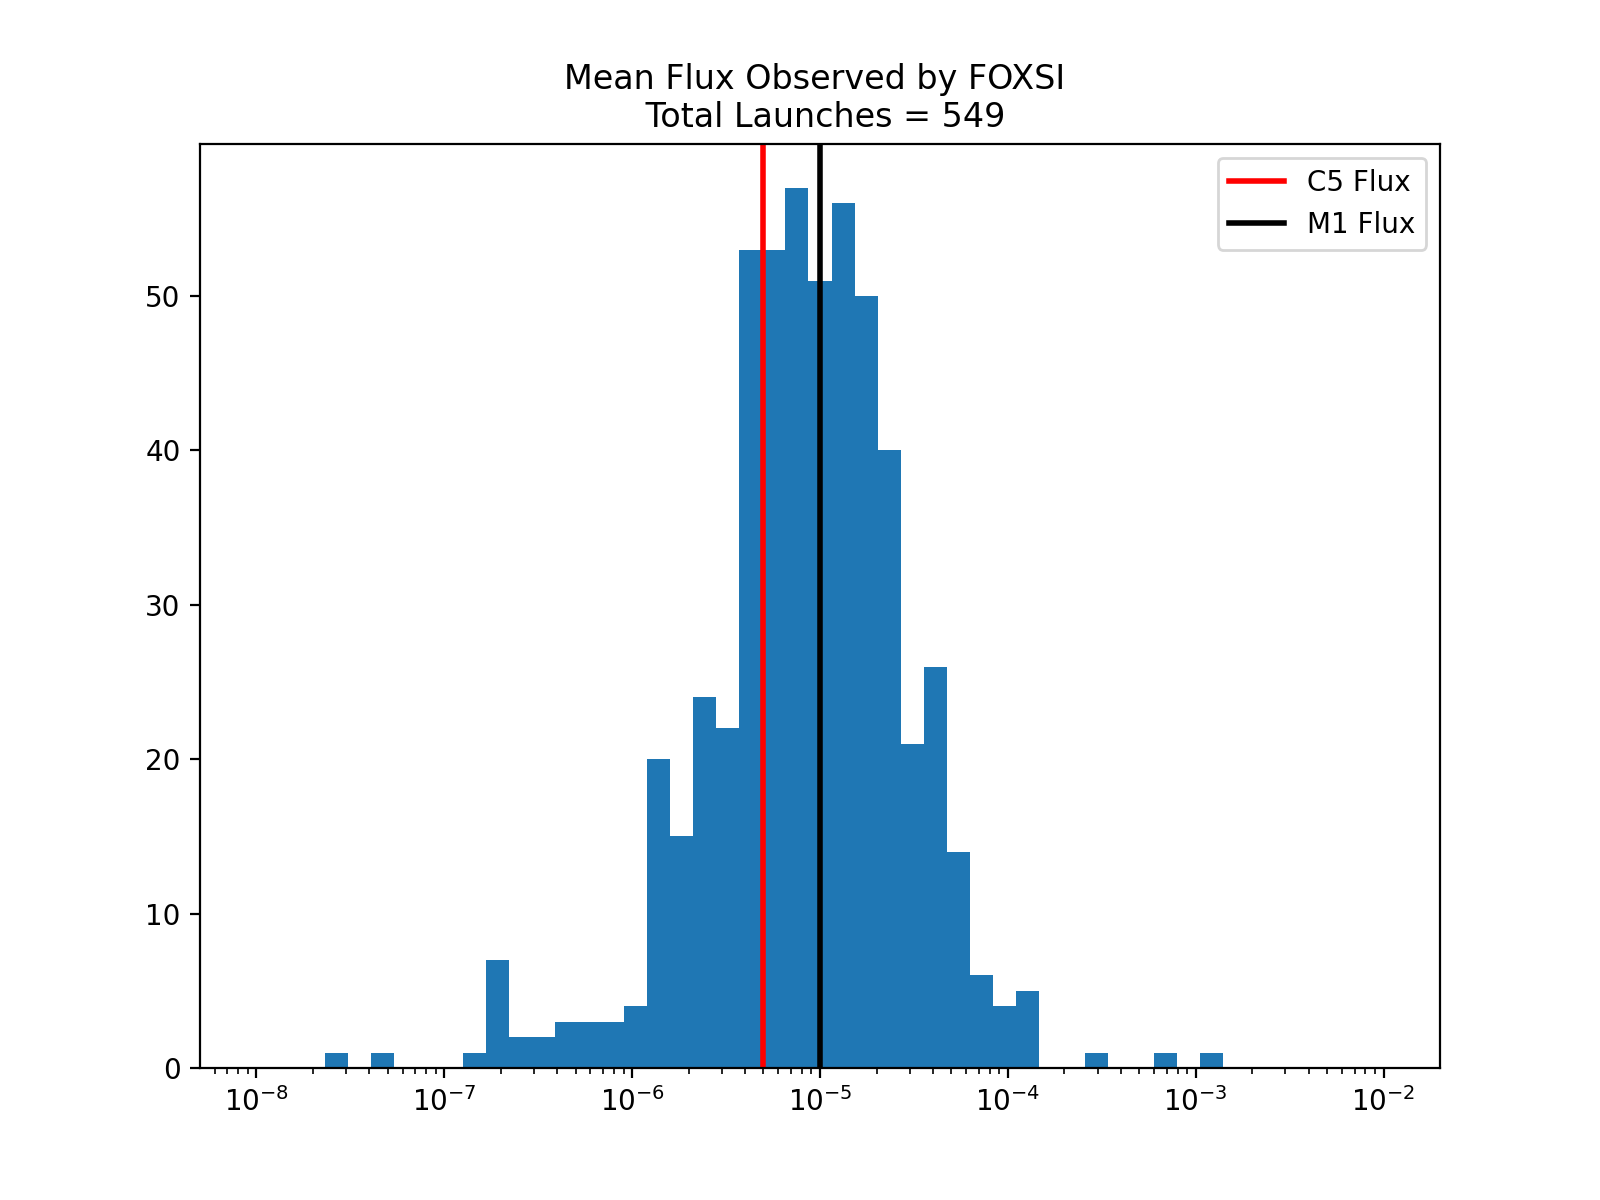 Mean Flux Observed by FOXSI
Total Launches = 549
C5 Flux
M1 Flux
50
40
30
20
10
0
10⁻⁸ 10⁻⁷ 10⁻⁶ 10⁻⁵ 10⁻⁴ 10⁻³ 10⁻²